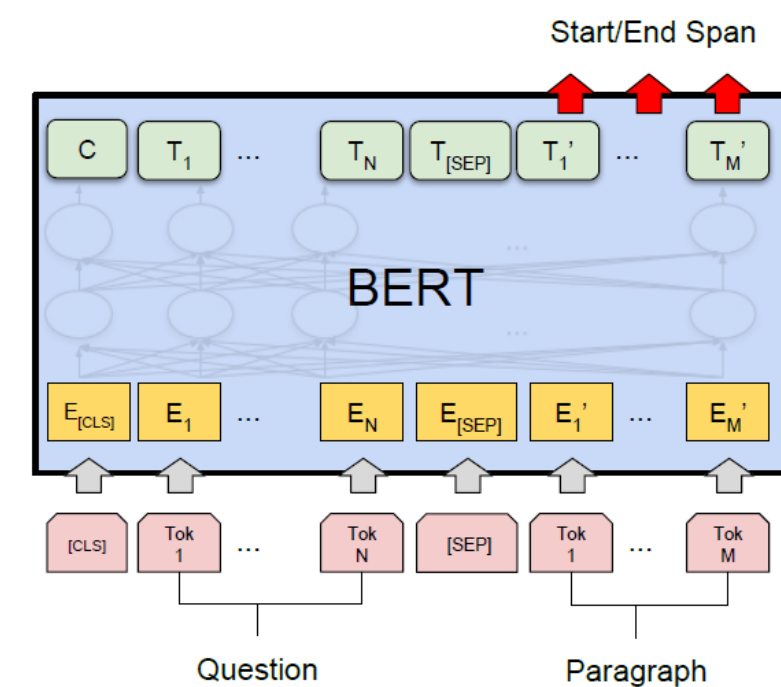 Start/End Span
C T1 ... TN T[SEP] T1’ ... TM’
...
BERT
...
E[CLS] E1 ... EN E[SEP] E1’ ... EM’
[CLS] Tok 1 ... Tok N [SEP] Tok 1 ... Tok M
Question Paragraph